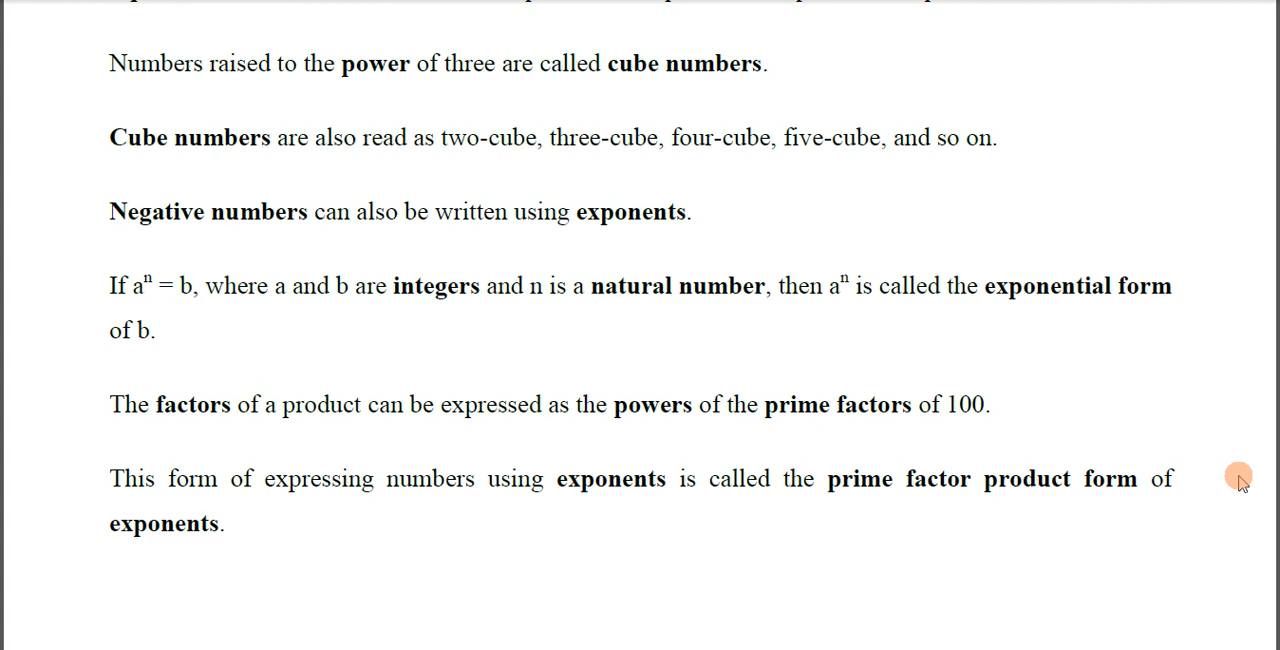 Numbers raised to the power of three are called cube numbers.
Cube numbers are also read as two-cube, three-cube, four-cube, five-cube, and so on.
Negative numbers can also be written using exponents.
If aⁿ = b, where a and b are integers and n is a natural number, then aⁿ is called the exponential form
of b.
The factors of a product can be expressed as the powers of the prime factors of 100.
This form of expressing numbers using exponents is called the prime factor product form of
exponents.